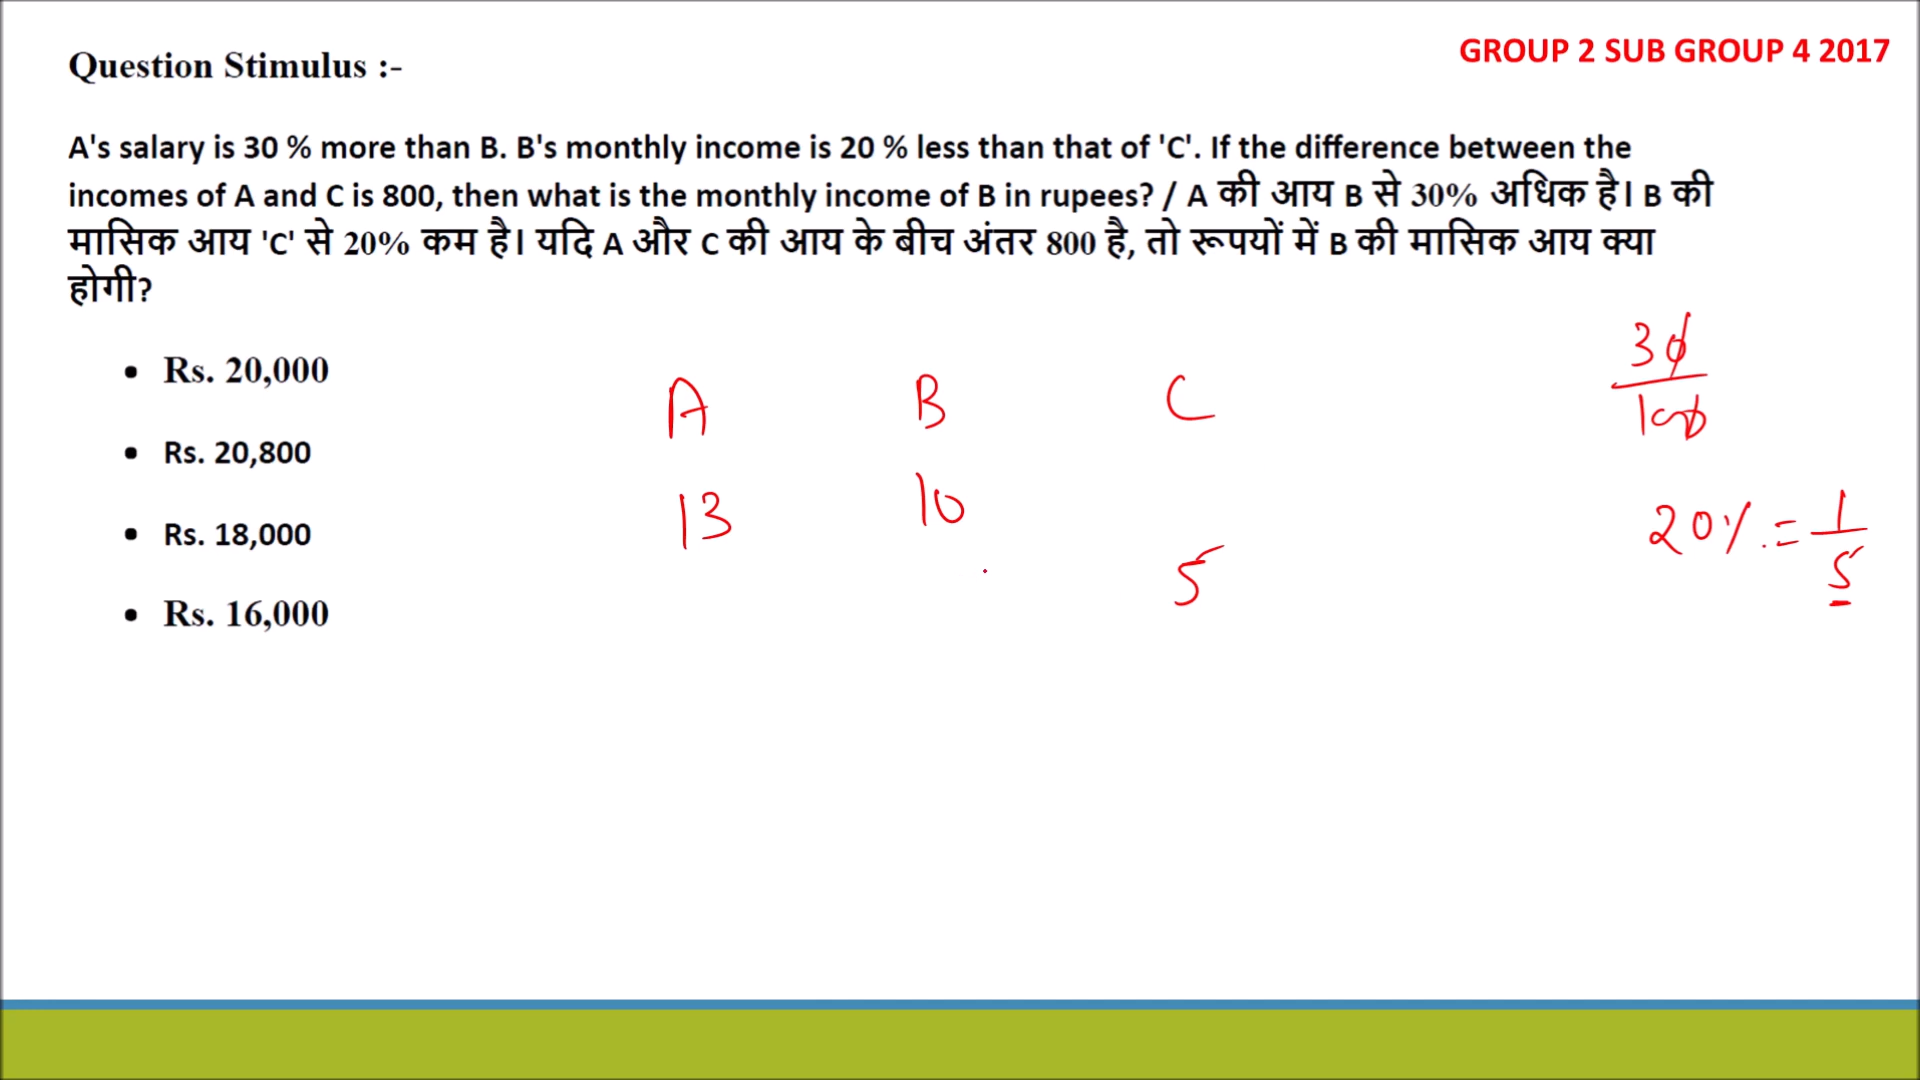 Question Stimulus :-
GROUP 2 SUB GROUP 4 2017
A's salary is 30 % more than B. B's monthly income is 20 % less than that of 'C'. If the difference between the
incomes of A and C is 800, then what is the monthly income of B in rupees? / A की आय B से 30% अधिक है। B की
मासिक आय 'C' से 20% कम है। यदि A और C की आय के बीच अंतर 800 है, तो रूपयों में B की मासिक आय क्या
होगी?
• Rs. 20,000
• Rs. 20,800
• Rs. 18,000
• Rs. 16,000
A B C
13 10
5
30
100
20% = 1/5